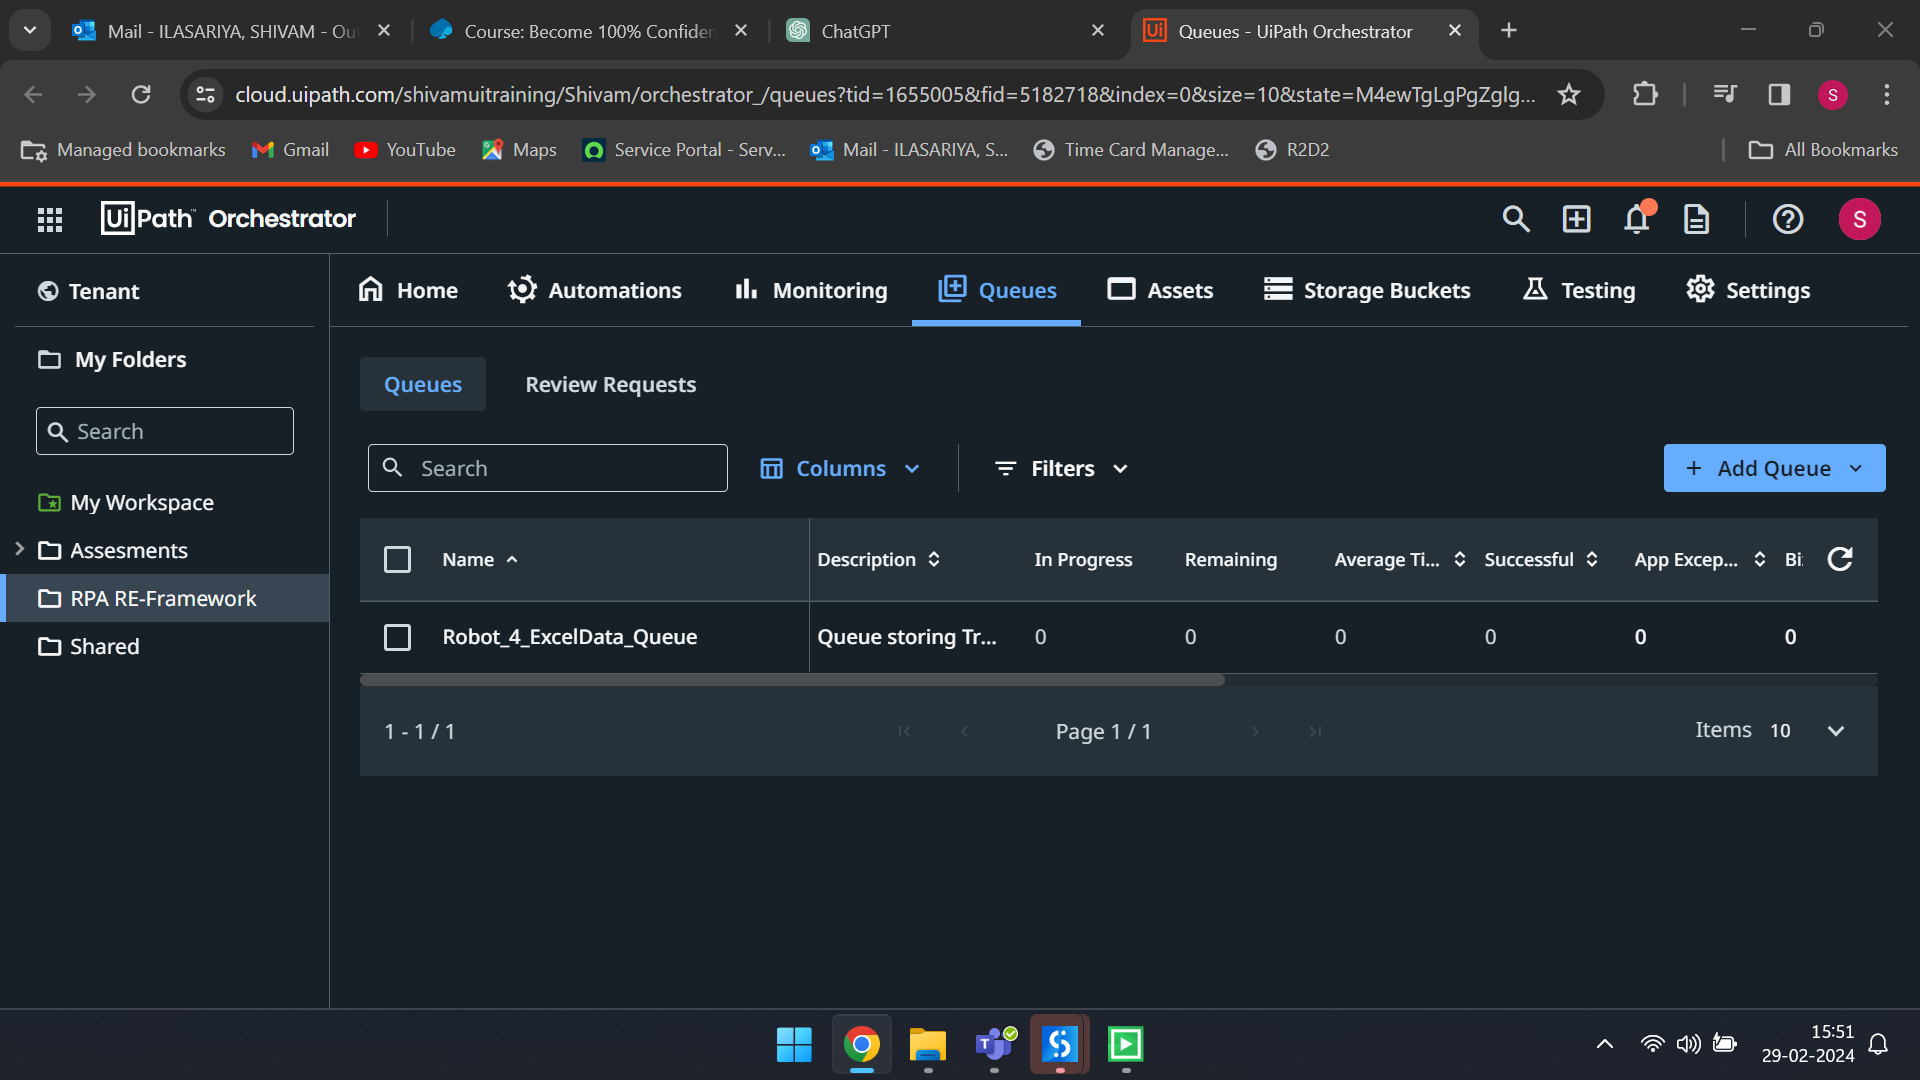 Mail - ILASARIYA, SHIVAM - Ou
Course: Become 100% Confiden
ChatGPT
Queues - UiPath Orchestrator
cloud.uipath.com/shivamuitraining/Shivam/orchestrator_/queues?tid=1655005&fid=5182718&index=0&size=10&state=M4ewTgLgPgZglg...
S
Managed bookmarks
Gmail
YouTube
Maps
Service Portal - Serv...
Mail - ILASARIYA, S...
Time Card Manage...
R2D2
All Bookmarks
UiPath™ Orchestrator
S
Tenant
Home
Automations
Monitoring
Queues
Assets
Storage Buckets
Testing
Settings
My Folders
Search
My Workspace
Assesments
RPA RE-Framework
Shared
Queues
Review Requests
Search
Columns
Filters
+ Add Queue
Name
Description
In Progress
Remaining
Average Ti...
Successful
App Excep...
Bi
Robot_4_ExcelData_Queue
Queue storing Tr...
0
0
0
0
0
0
1 - 1 / 1
Page 1 / 1
Items 10
15:51
29-02-2024